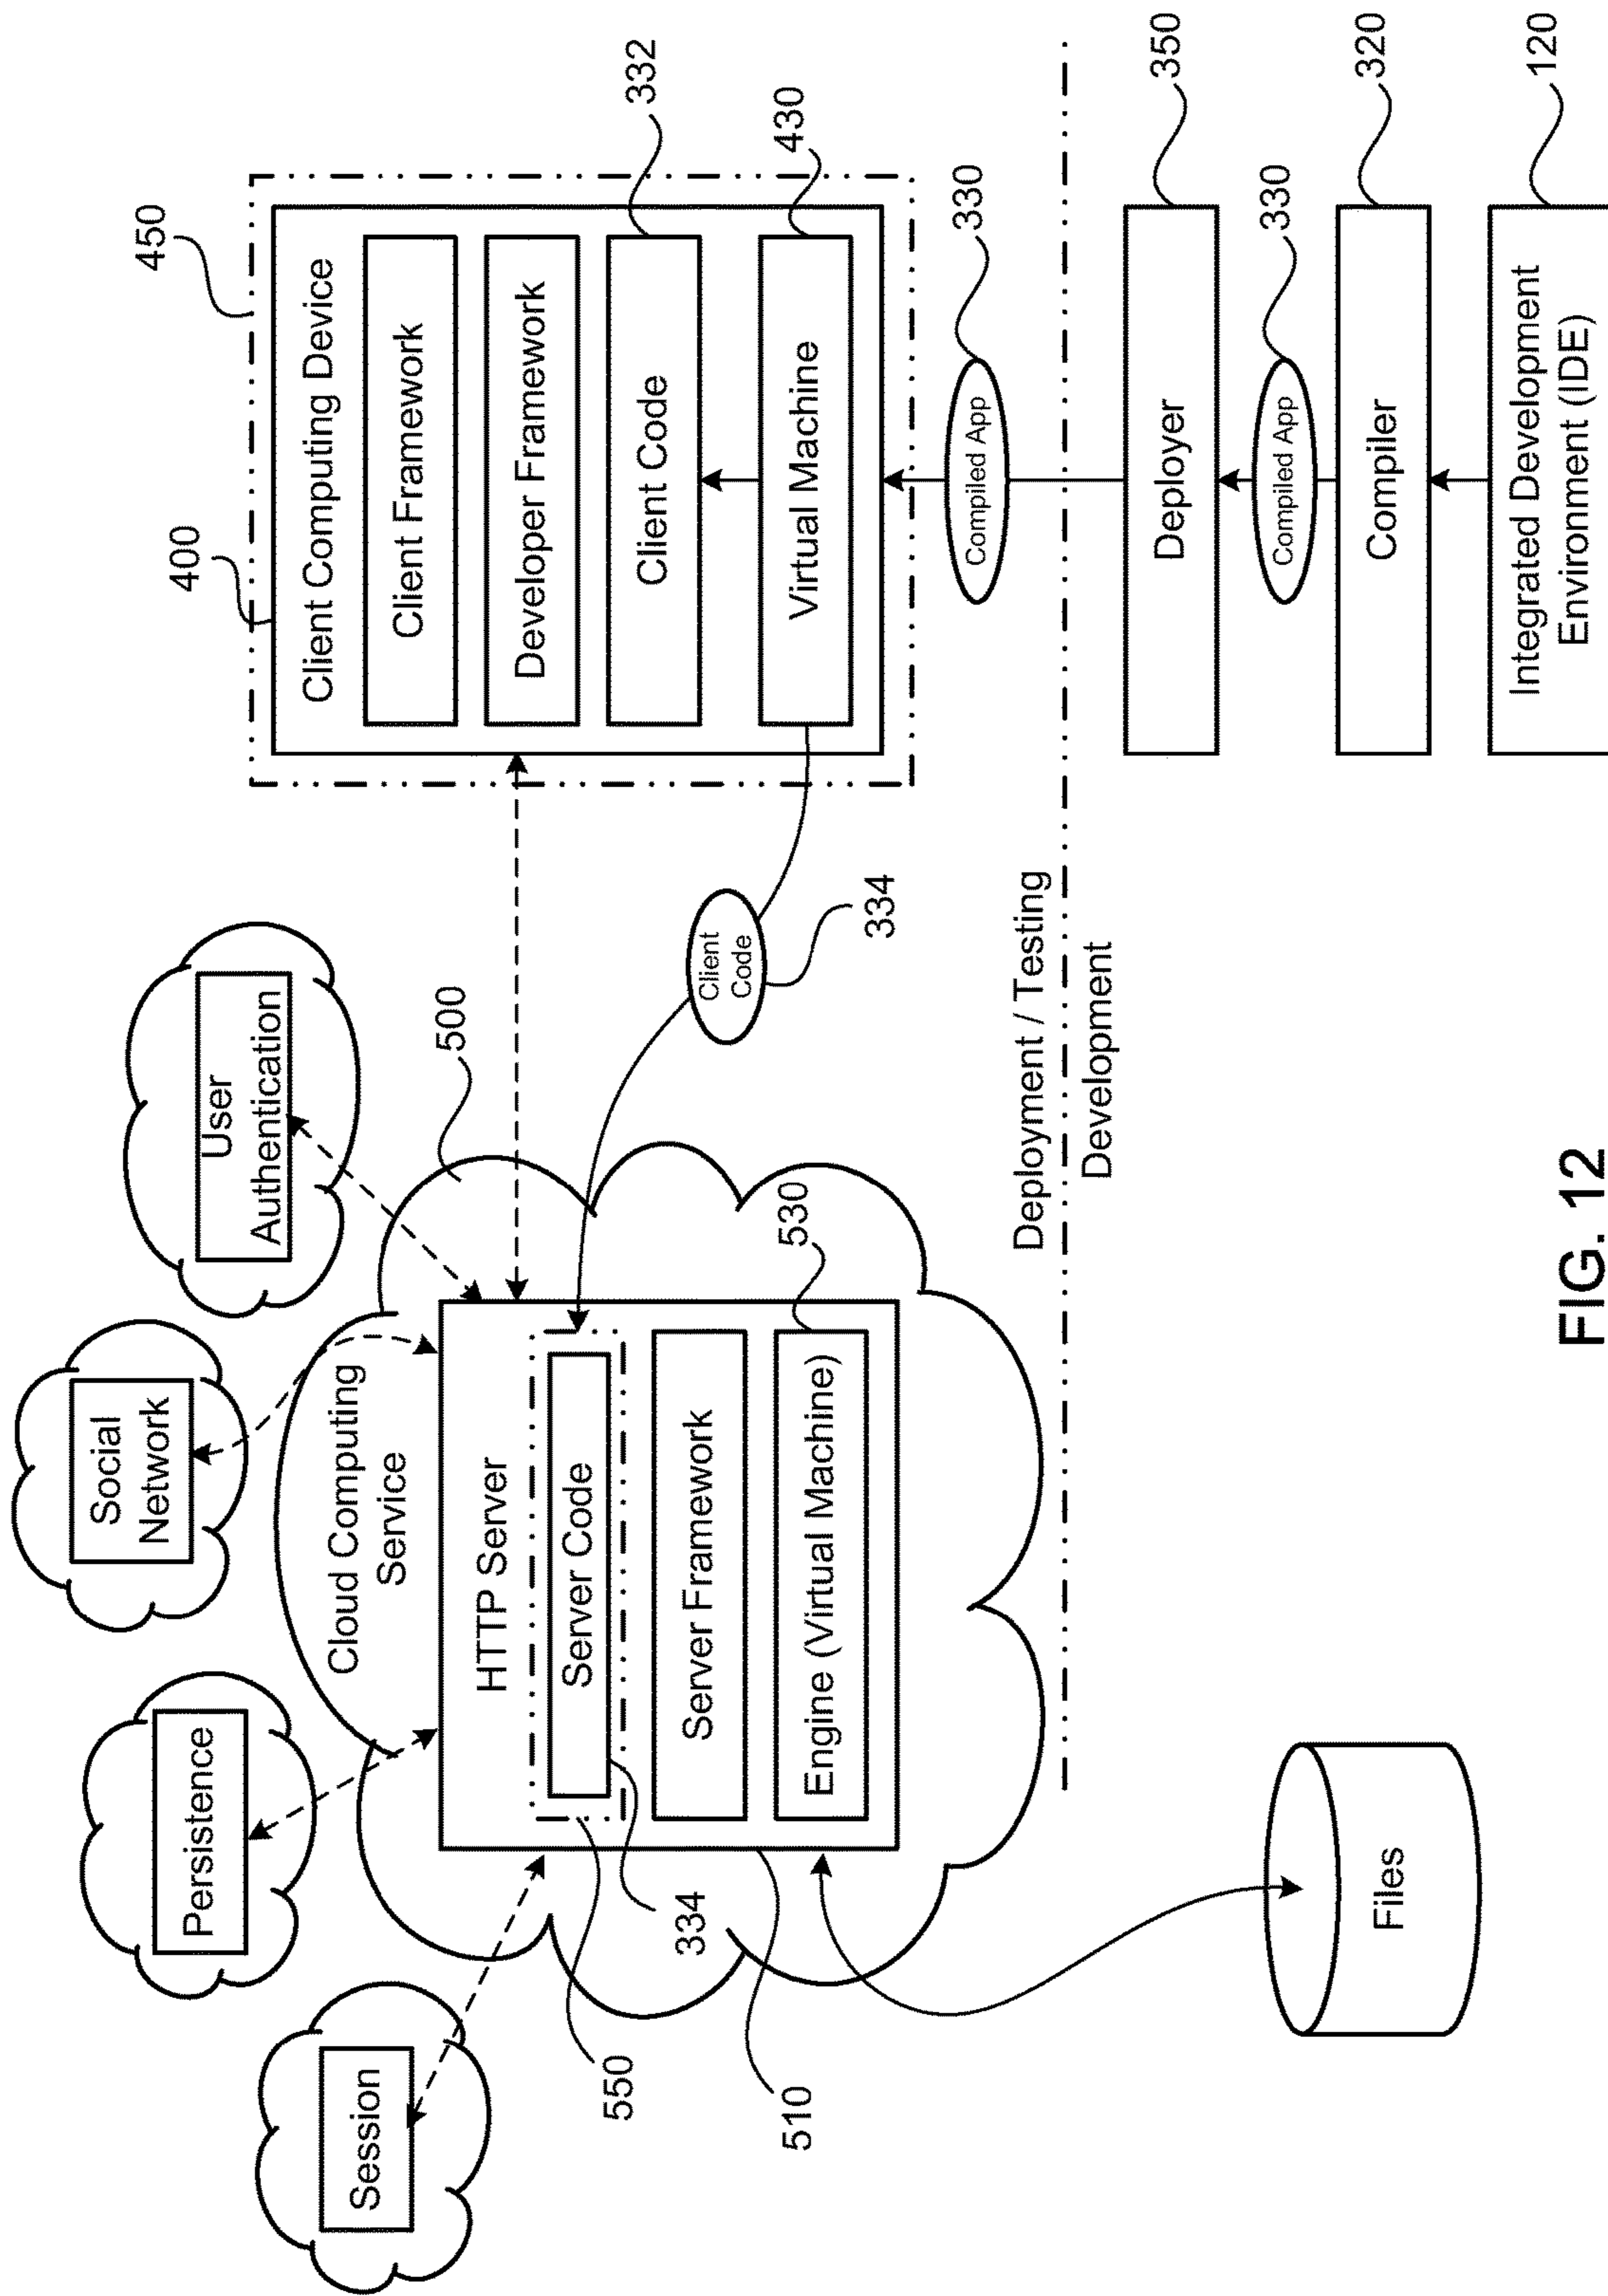 Session
Persistence
Social
Network
User
Authentication
500
Cloud Computing
Service
HTTP Server
Server Code
Server Framework
Engine (Virtual Machine)
530
550
334
510
Client
Code
334
400
450
Client Computing Device
Client Framework
Developer Framework
Client Code
332
Virtual Machine
430
Compiled App
330
Deployment / Testing
Development
Deployer
350
Compiled App
330
Compiler
320
Integrated Development
Environment (IDE)
120
Files
FIG. 12